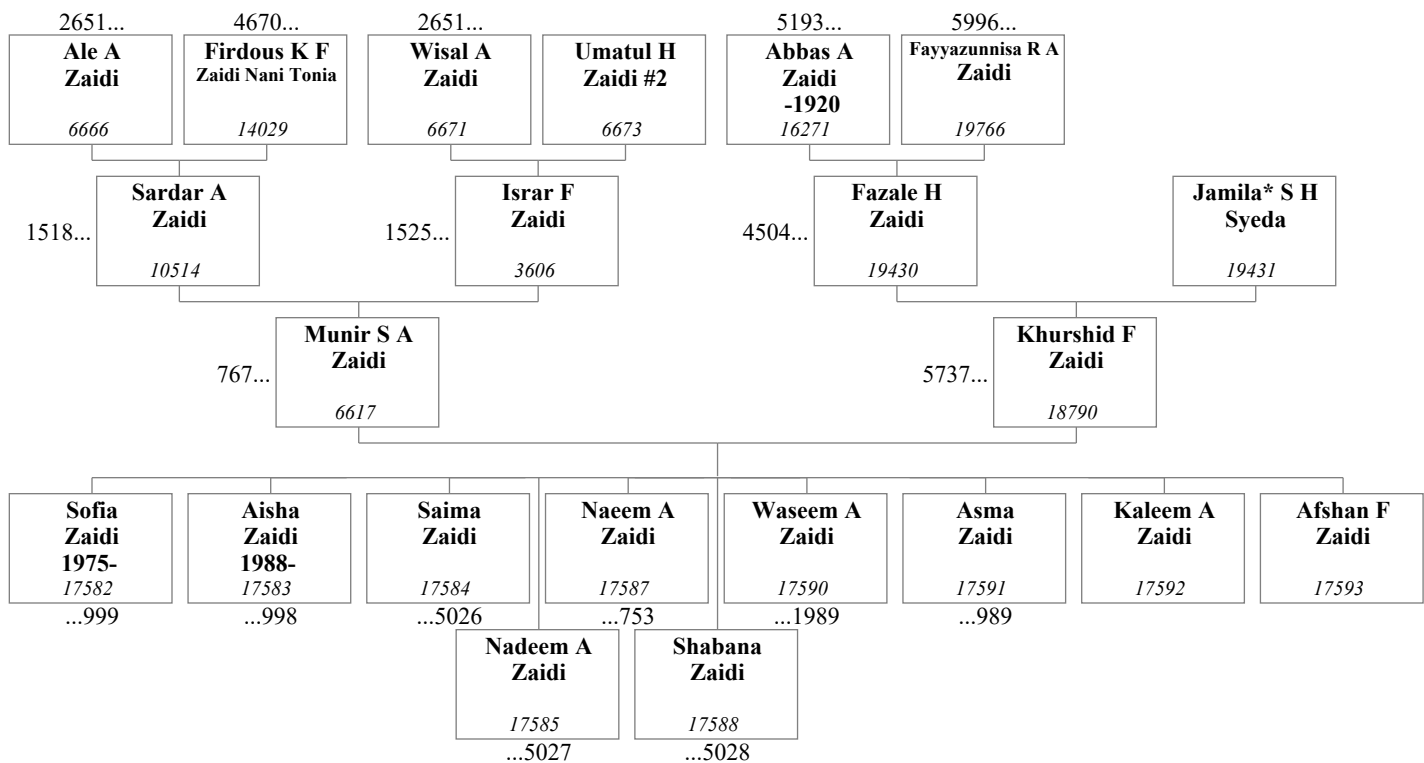 2651...
4670...
2651...
5193...
5996...
Ale A
Zaidi
6666
Firdous K F
Zaidi Nani Tonia
14029
Wisal A
Zaidi
6671
Umatul H
Zaidi #2
6673
Abbas A
Zaidi
-1920
16271
Fayyazunnisa R A
Zaidi
19766
1518...
Sardar A
Zaidi
10514
1525...
Israr F
Zaidi
3606
4504...
Fazale H
Zaidi
19430
Jamila* S H
Syeda
19431
767...
Munir S A
Zaidi
6617
5737...
Khurshid F
Zaidi
18790
Sofia
Zaidi
1975-
17582
...999
Aisha
Zaidi
1988-
17583
...998
Saima
Zaidi
17584
...5026
Naeem A
Zaidi
17587
...753
Waseem A
Zaidi
17590
...1989
Asma
Zaidi
17591
...989
Kaleem A
Zaidi
17592
Afshan F
Zaidi
17593
Nadeem A
Zaidi
17585
...5027
Shabana
Zaidi
17588
...5028